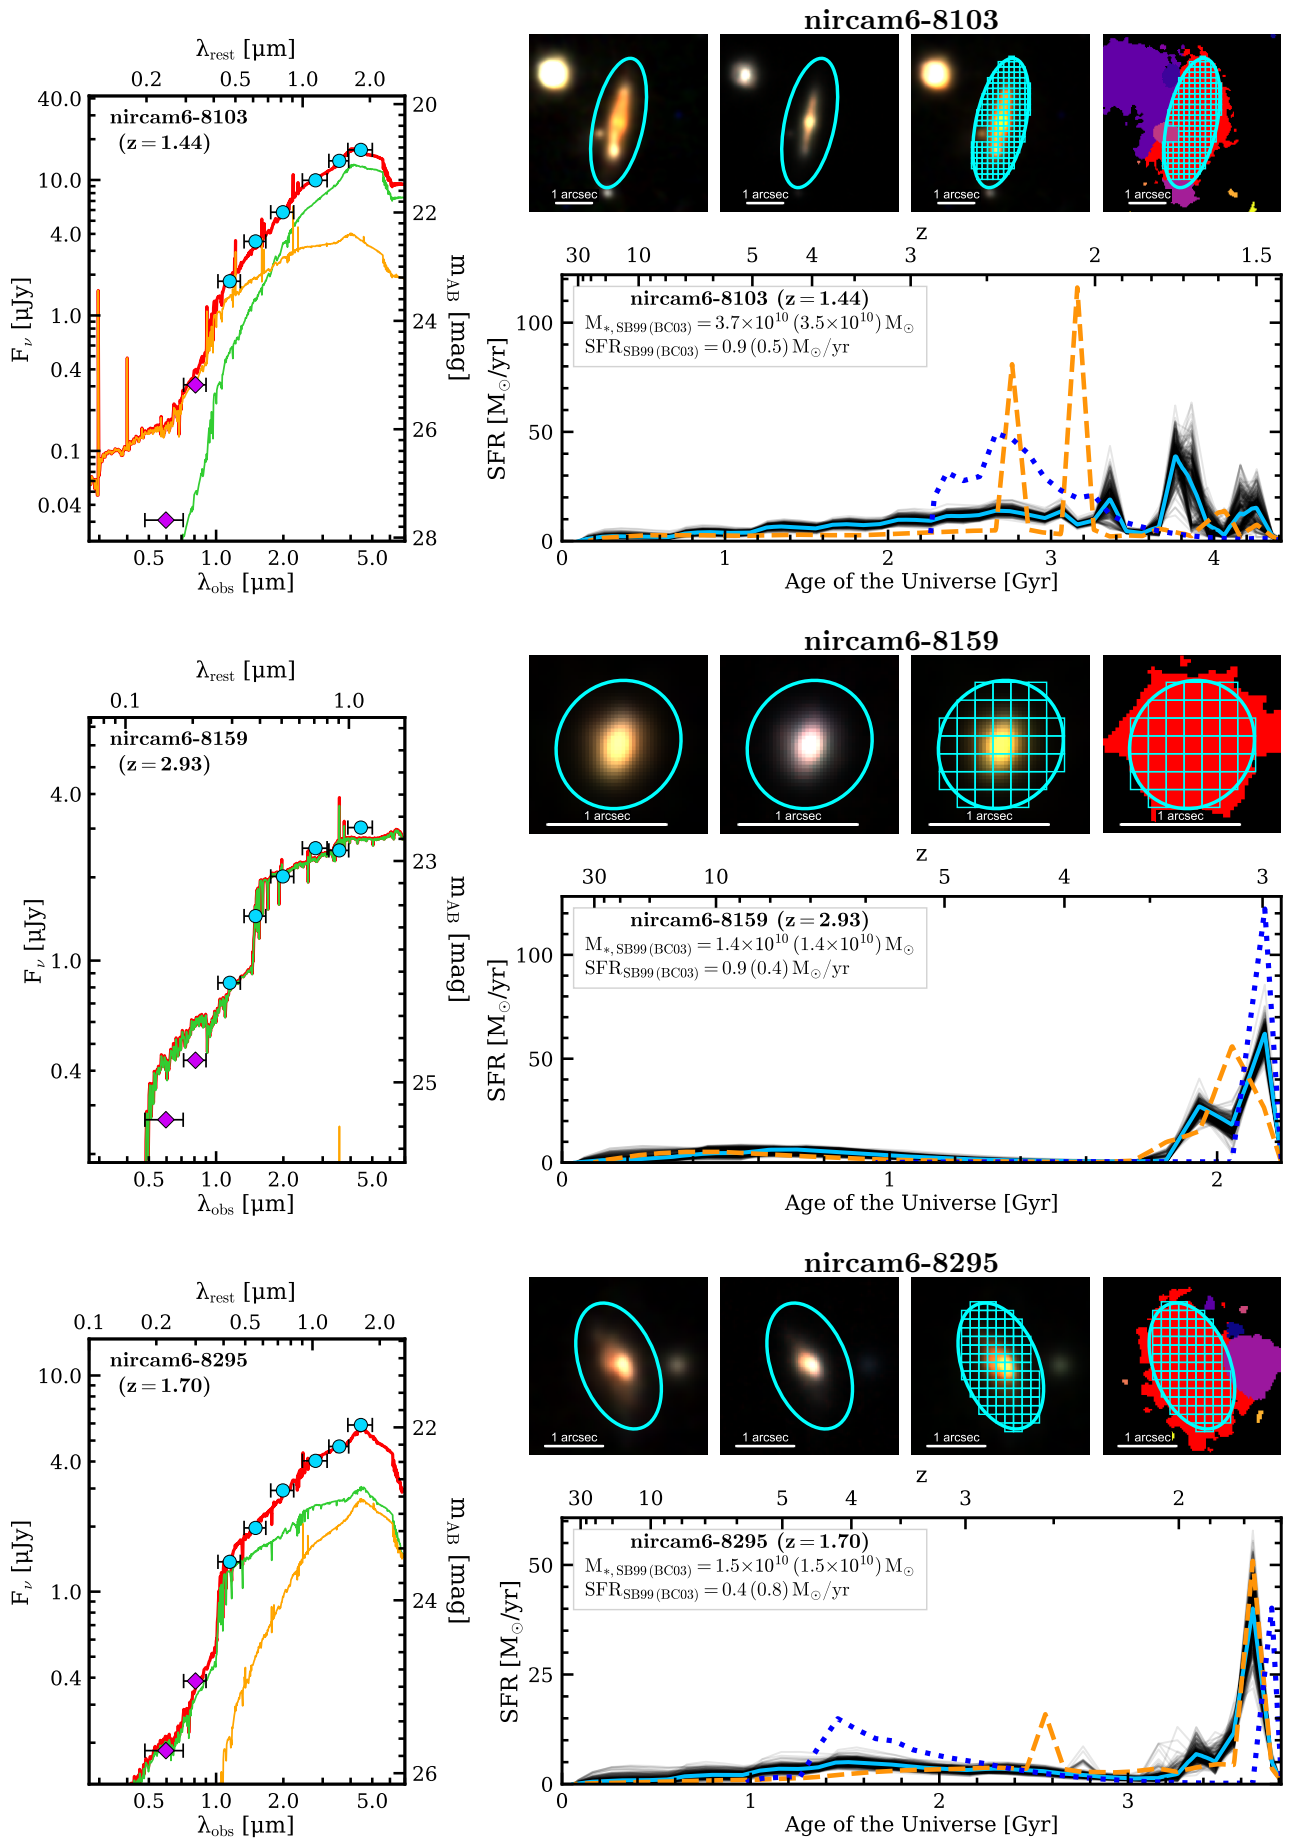 nircam6-8103
λrest [µm]
0.2 0.5 1.0 2.0
nircam6-8103
(z = 1.44)
40.0
10.0
4.0
1.0
0.4
0.1
0.04
Fν [µJy]
20
22
24
26
28
mAB [mag]
0.5 1.0 2.0 5.0
λobs [µm]
1 arcsec
1 arcsec
1 arcsec
1 arcsec
z
30 10 5 4 3 2 1.5
nircam6-8103 (z = 1.44)
M*,SB99(BC03) = 3.7×10^10 (3.5×10^10) M⊙
SFRSB99(BC03) = 0.9 (0.5) M⊙/yr
SFR [M⊙/yr]
100
50
0
0 1 2 3 4
Age of the Universe [Gyr]
nircam6-8159
λrest [µm]
0.1 1.0
nircam6-8159
(z = 2.93)
4.0
1.0
0.4
Fν [µJy]
23
25
mAB [mag]
0.5 1.0 2.0 5.0
λobs [µm]
1 arcsec
1 arcsec
1 arcsec
1 arcsec
z
30 10 5 4 3
nircam6-8159 (z = 2.93)
M*,SB99(BC03) = 1.4×10^10 (1.4×10^10) M⊙
SFRSB99(BC03) = 0.9 (0.4) M⊙/yr
SFR [M⊙/yr]
100
50
0
0 1 2
Age of the Universe [Gyr]
nircam6-8295
λrest [µm]
0.1 0.2 0.5 1.0 2.0
nircam6-8295
(z = 1.70)
10.0
4.0
1.0
0.4
Fν [µJy]
22
24
26
mAB [mag]
0.5 1.0 2.0 5.0
λobs [µm]
1 arcsec
1 arcsec
1 arcsec
1 arcsec
z
30 10 5 4 3 2
nircam6-8295 (z = 1.70)
M*,SB99(BC03) = 1.5×10^10 (1.5×10^10) M⊙
SFRSB99(BC03) = 0.4 (0.8) M⊙/yr
SFR [M⊙/yr]
50
25
0
0 1 2 3
Age of the Universe [Gyr]